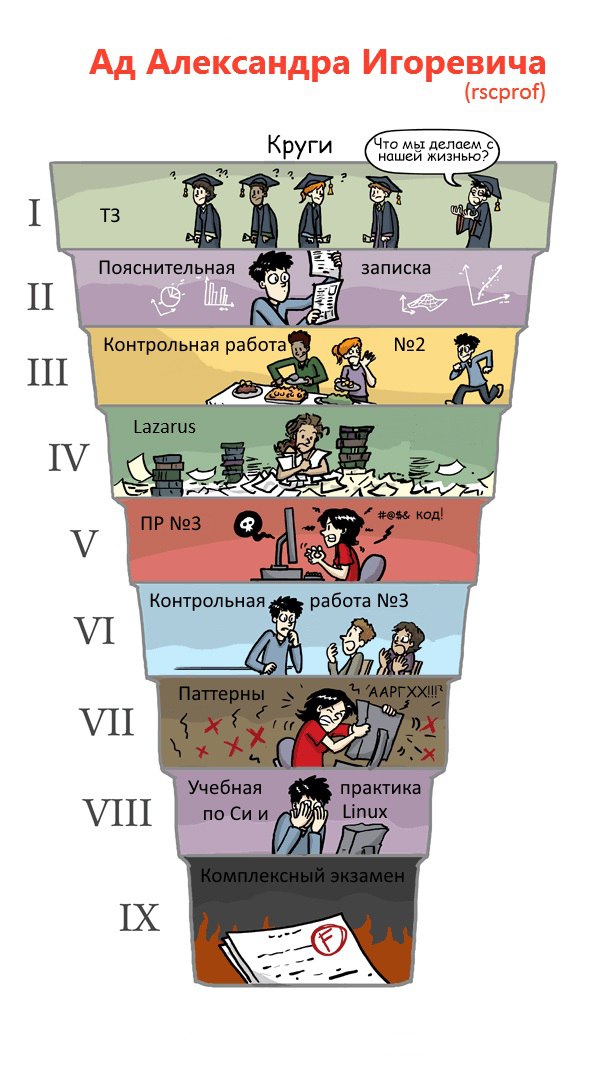 Ад Александра Игоревича
(rscprof)
Круги
Что мы делаем с
нашей жизнью?
? ? ? ?
I
ТЗ
II
Пояснительная записка
III
Контрольная работа №2
IV
Lazarus
V
ПР №3
#@$& код!
VI
Контрольная работа №3
VII
Паттерны
'ААРГХХ!!!'
VIII
Учебная практика
по Си и Linux
IX
Комплексный экзамен
F